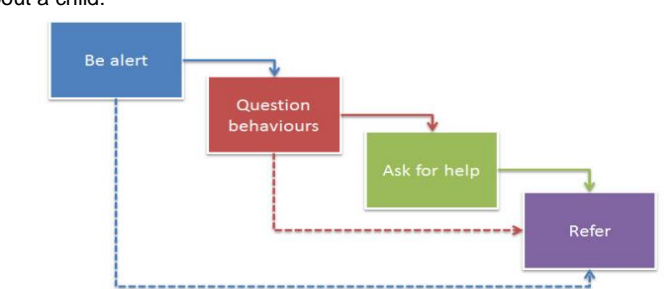 out a child.
Be alert
Question
behaviours
Ask for help
Refer